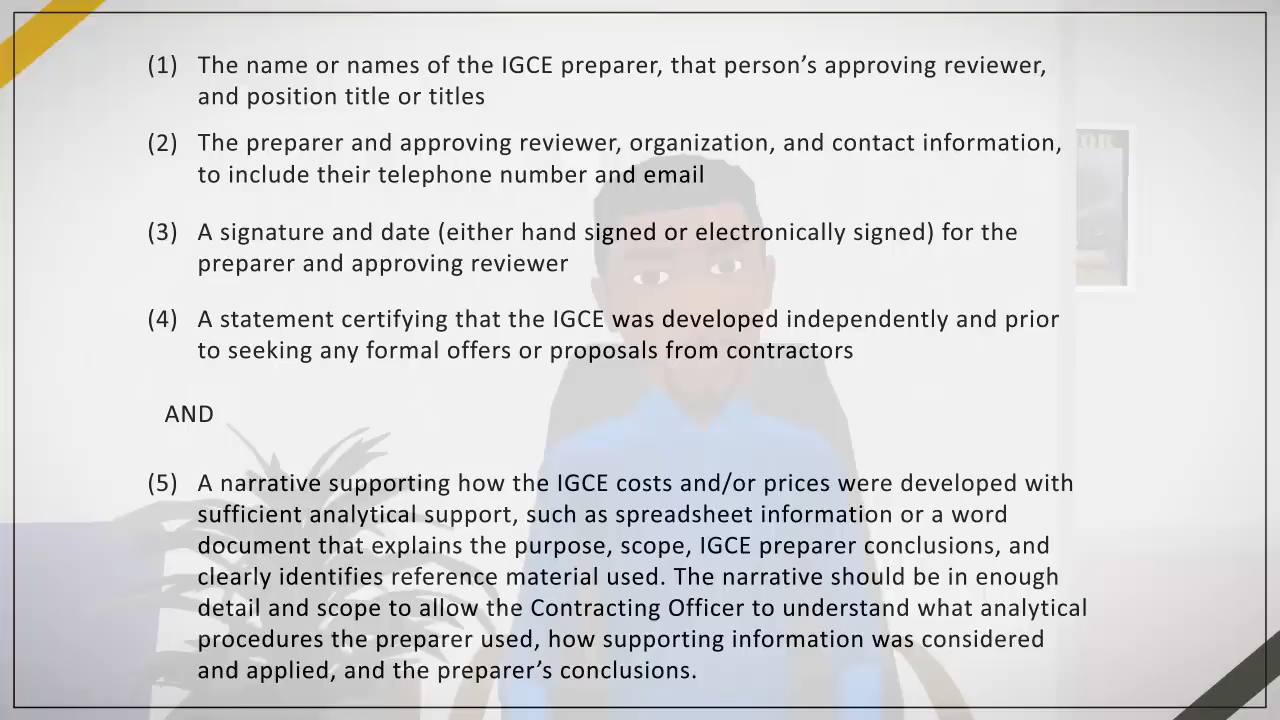 (1) The name or names of the IGCE preparer, that person’s approving reviewer,
and position title or titles
(2) The preparer and approving reviewer, organization, and contact information,
to include their telephone number and email
(3) A signature and date (either hand signed or electronically signed) for the
preparer and approving reviewer
(4) A statement certifying that the IGCE was developed independently and prior
to seeking any formal offers or proposals from contractors
AND
(5) A narrative supporting how the IGCE costs and/or prices were developed with
sufficient analytical support, such as spreadsheet information or a word
document that explains the purpose, scope, IGCE preparer conclusions, and
clearly identifies reference material used. The narrative should be in enough
detail and scope to allow the Contracting Officer to understand what analytical
procedures the preparer used, how supporting information was considered
and applied, and the preparer’s conclusions.